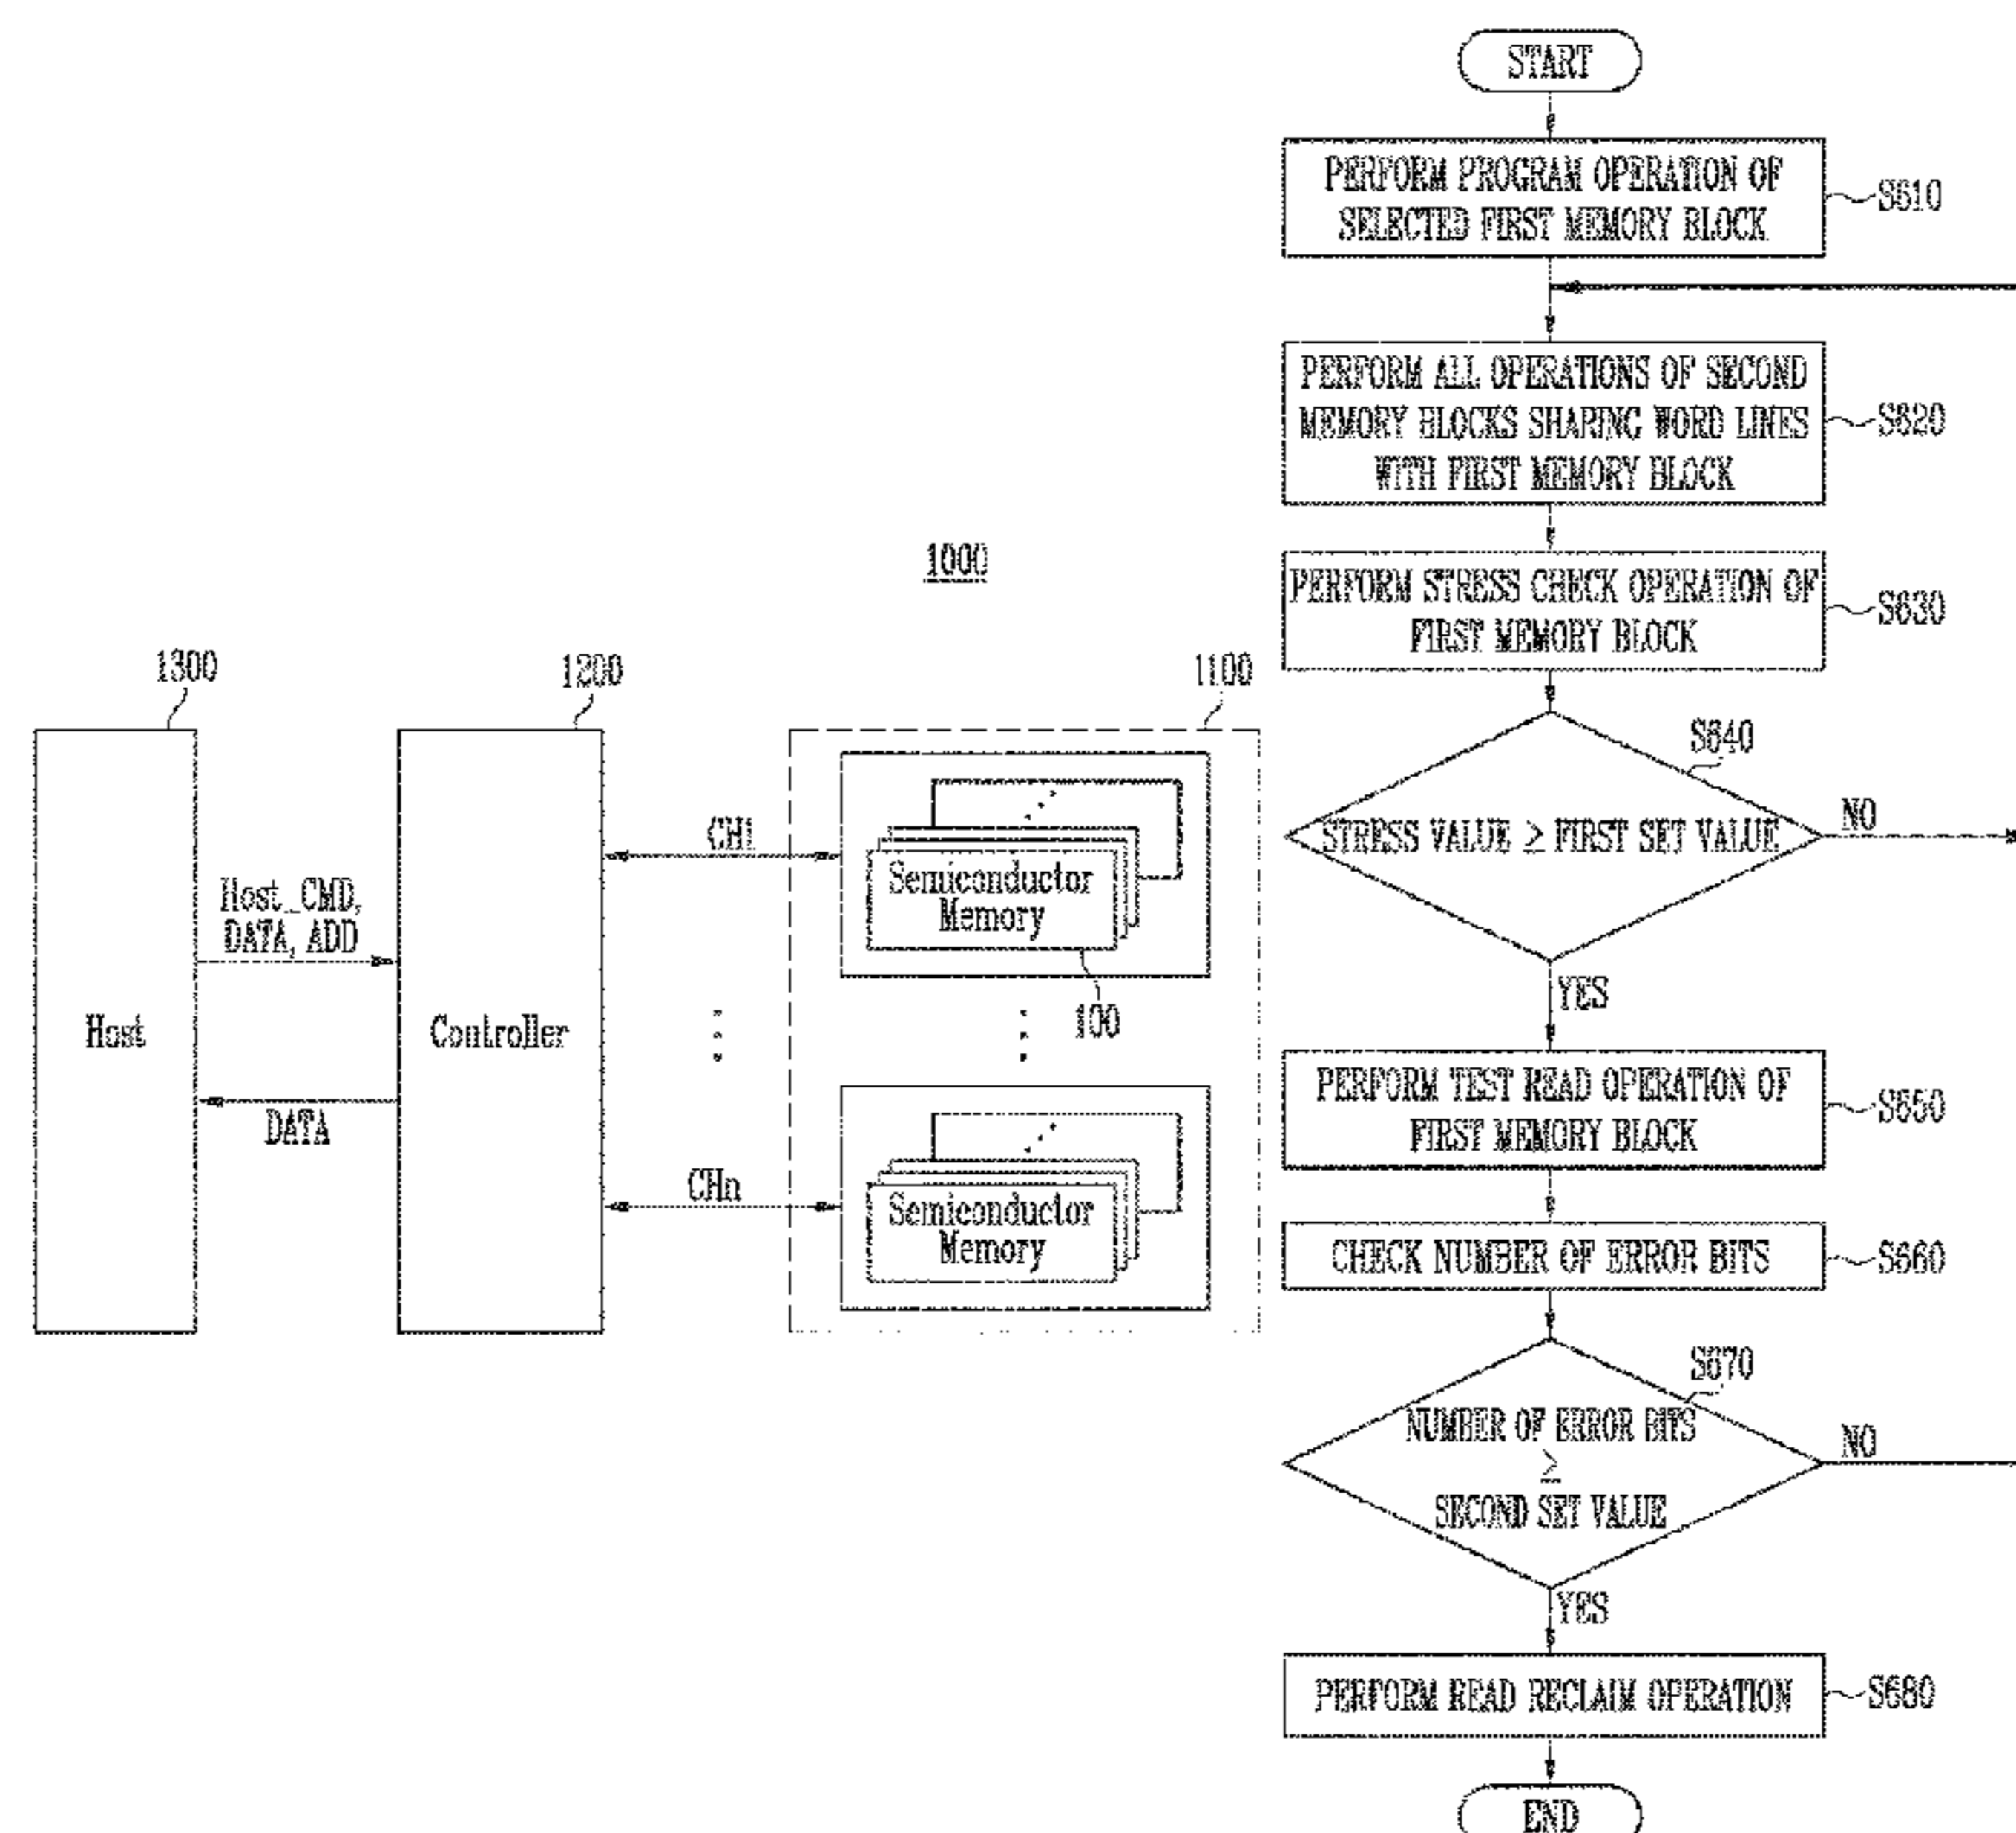 1000
1300
1200
1100
Host
Host_CMD,
DATA, ADD
DATA
Controller
CH1
CHn
Semiconductor
Memory
100
Semiconductor
Memory
START
PERFORM PROGRAM OPERATION OF
SELECTED FIRST MEMORY BLOCK
S610
PERFORM ALL OPERATIONS OF SECOND
MEMORY BLOCKS SHARING WORD LINES
WITH FIRST MEMORY BLOCK
S620
PERFORM STRESS CHECK OPERATION OF
FIRST MEMORY BLOCK
S630
S640
STRESS VALUE ≥ FIRST SET VALUE
NO
YES
PERFORM TEST READ OPERATION OF
FIRST MEMORY BLOCK
S650
CHECK NUMBER OF ERROR BITS
S660
S670
NUMBER OF ERROR BITS
≥
SECOND SET VALUE
NO
YES
PERFORM READ RECLAIM OPERATION
S680
END